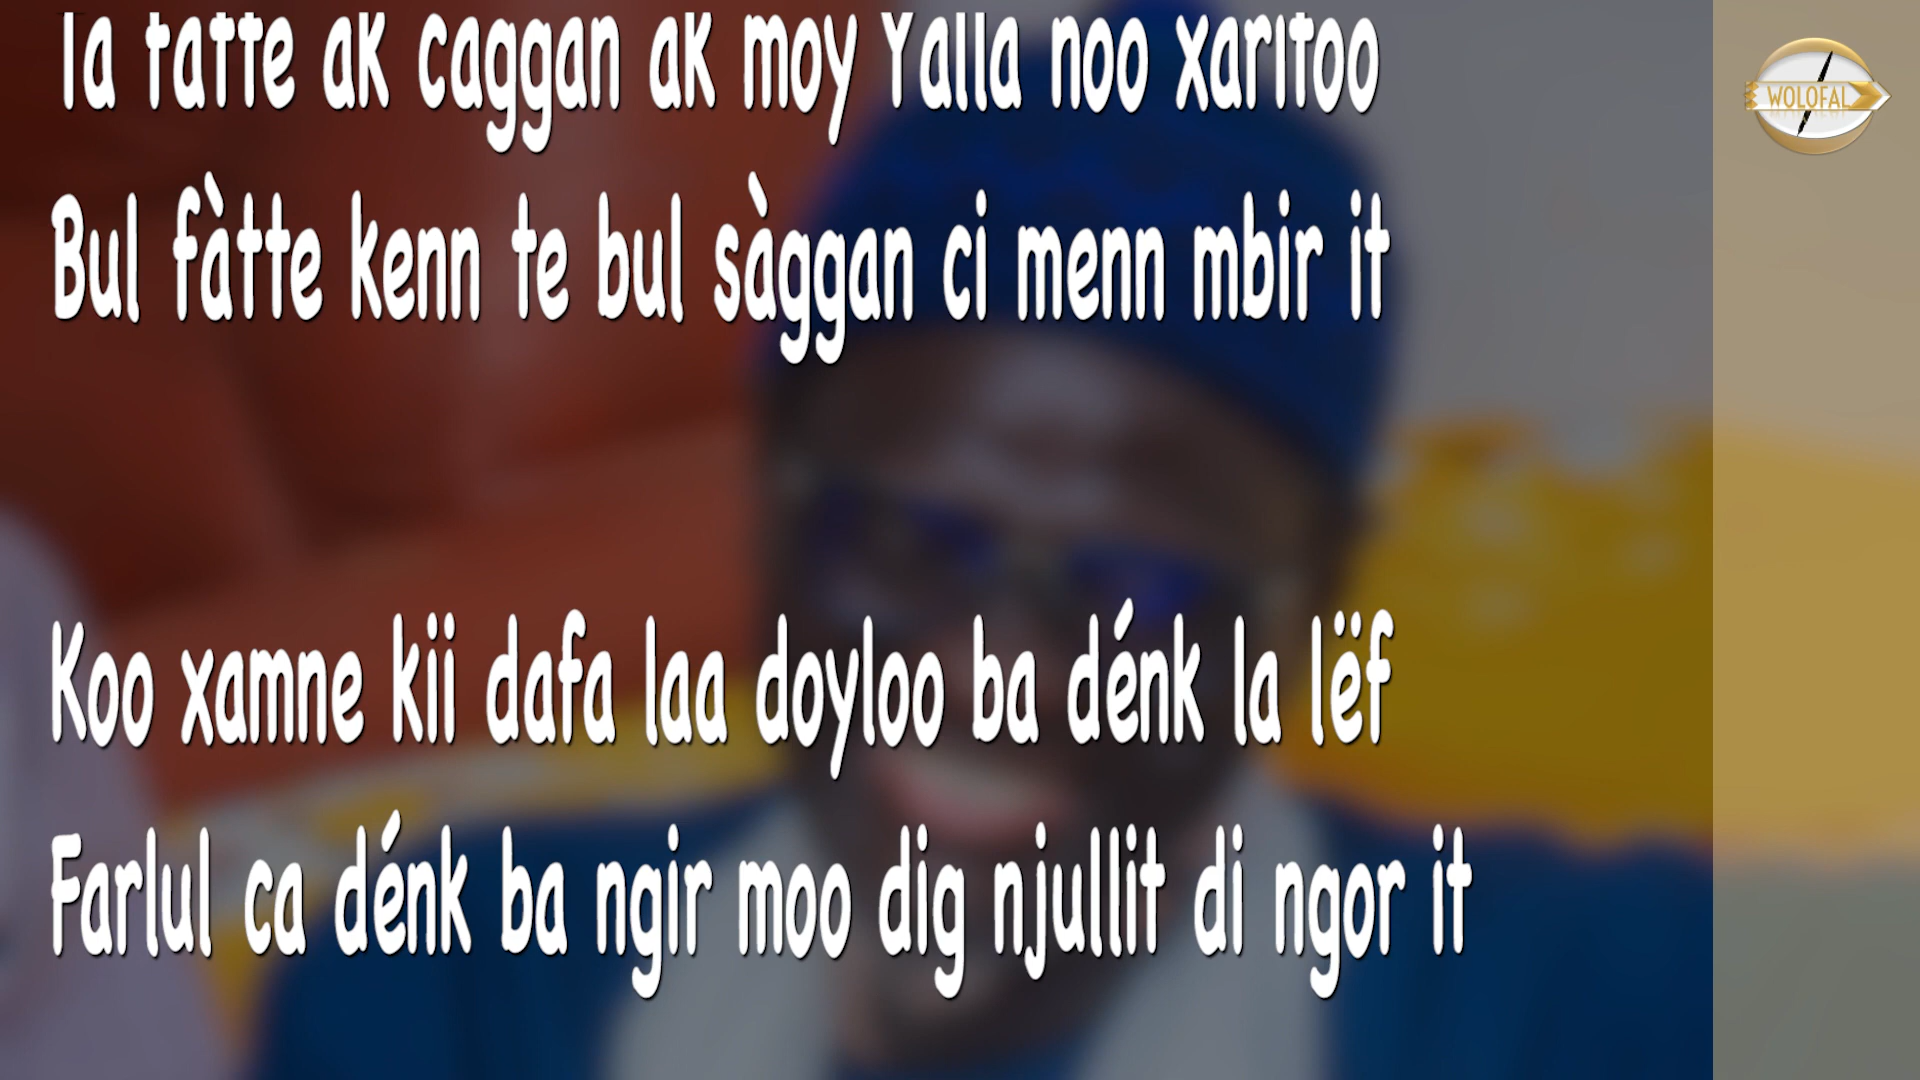 ak caggan ak moy Yalla noo xaritoo
WOLOFAL
Bul fàtte kenn te bul sàggan ci menn mbir it
Koo xamne kii dafa laa doyloo ba dénk la lëf
Farlul ca dénk ba ngir moo dig njullit di ngor it